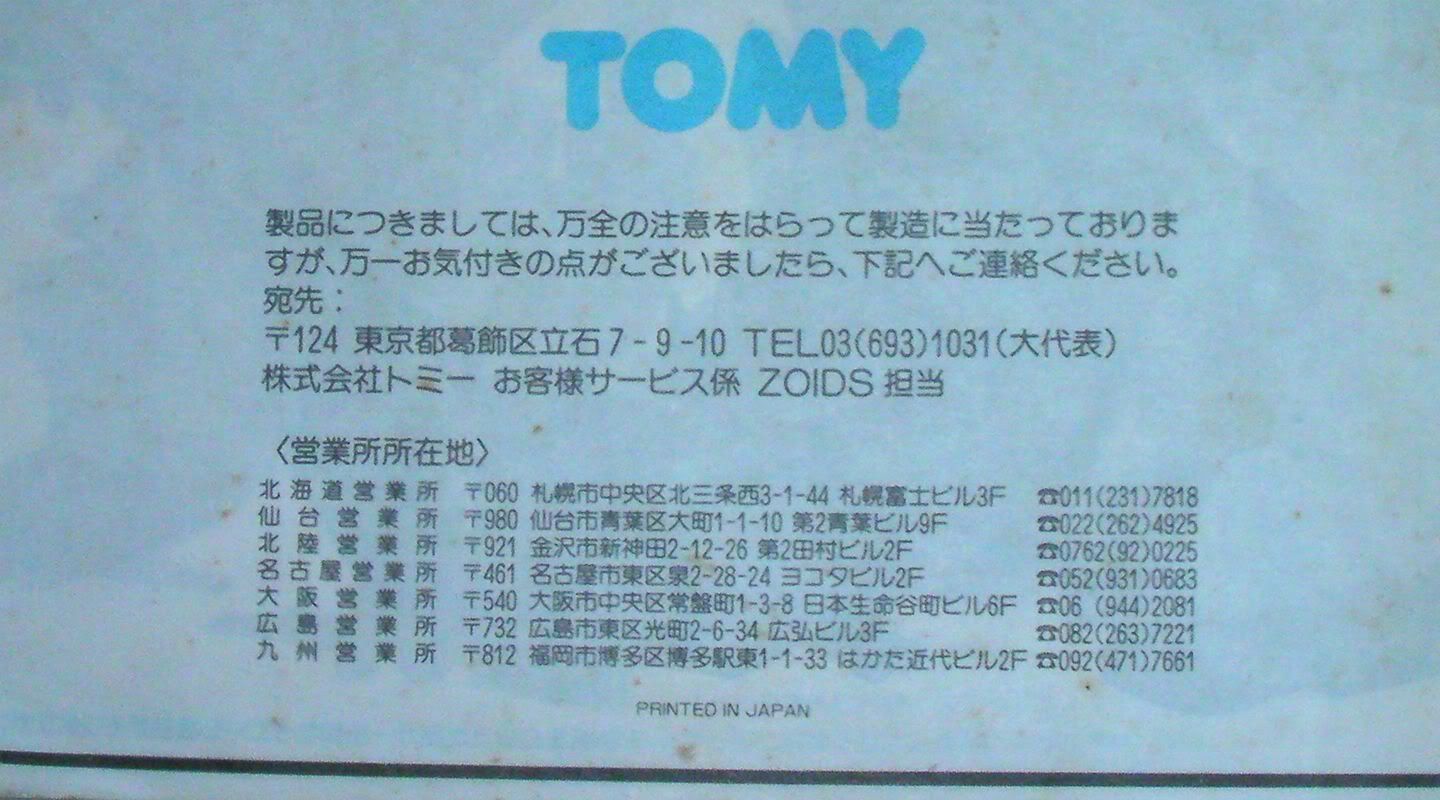 TOMY
製品につきましては、万全の注意をはらって製造に当たっておりま
すが、万一お気付きの点がございましたら、下記へご連絡ください。
宛先:
〒124 東京都葛飾区立石7-9-10 TEL03(693)1031(大代表)
株式会社トミー お客様サービス係 ZOIDS担当
〈営業所所在地〉
北海道営業所 〒060 札幌市中央区北三条西3-1-44 札幌富士ビル3F ☎011(231)7818
仙台営業所 〒980 仙台市青葉区大町1-1-10 第2青葉ビル9F ☎022(262)4925
北陸営業所 〒921 金沢市新神田2-12-26 第2田村ビル2F ☎0762(92)0225
名古屋営業所 〒461 名古屋市東区泉2-28-24 ヨコタビル2F ☎052(931)0683
大阪営業所 〒540 大阪市中央区常盤町1-3-8 日本生命谷町ビル6F ☎06 (944)2081
広島営業所 〒732 広島市東区光町2-6-34 広弘ビル3F ☎082(263)7221
九州営業所 〒812 福岡市博多区博多駅東1-1-33 はかた近代ビル2F ☎092(471)7661
PRINTED IN JAPAN